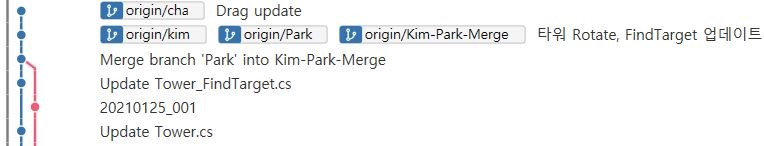 origin/cha Drag update
origin/kim origin/Park origin/Kim-Park-Merge 타워 Rotate, FindTarget 업데이트
Merge branch 'Park' into Kim-Park-Merge
Update Tower_FindTarget.cs
20210125_001
Update Tower.cs